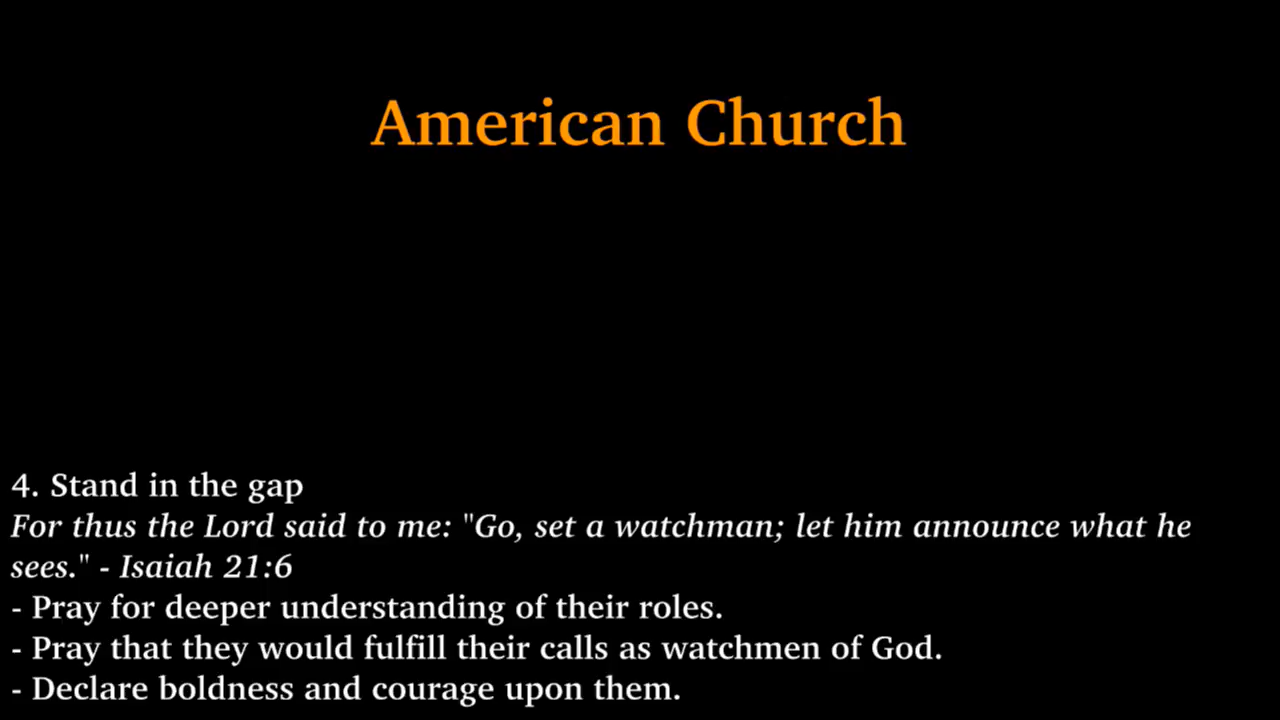 American Church
4. Stand in the gap
For thus the Lord said to me: "Go, set a watchman; let him announce what he
sees." - Isaiah 21:6
- Pray for deeper understanding of their roles.
- Pray that they would fulfill their calls as watchmen of God.
- Declare boldness and courage upon them.